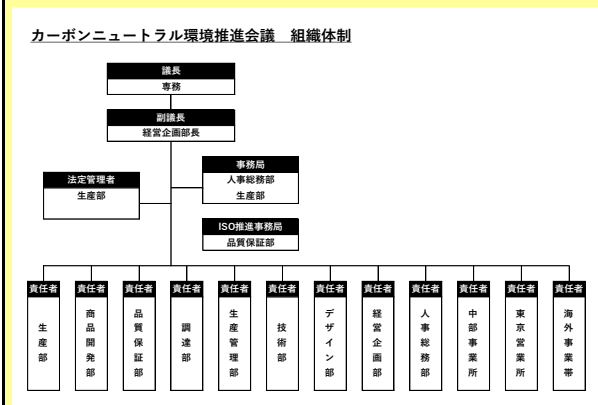 カーボンニュートラル環境推進会議　組織体制
議長
専務
副議長
経営企画部長
事務局
人事総務部
生産部
法定管理者
生産部
ISO推進事務局
品質保証部
責任者
生産部
責任者
商品開発部
責任者
品質保証部
責任者
調達部
責任者
生産管理部
責任者
技術部
責任者
デザイン部
責任者
経営企画部
責任者
人事総務部
責任者
中部事業所
責任者
東京営業所
責任者
海外事業帯